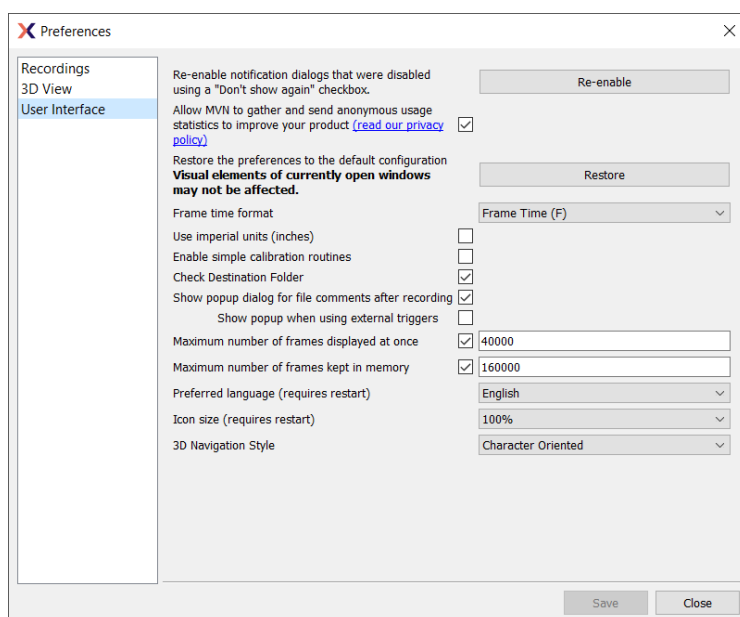 Preferences
Recordings
3D View
User Interface
Re-enable notification dialogs that were disabled
using a "Don't show again" checkbox.
Re-enable
Allow MVN to gather and send anonymous usage
statistics to improve your product (read our privacy
policy)
Restore the preferences to the default configuration
Visual elements of currently open windows
may not be affected.
Restore
Frame time format
Frame Time (F)
Use imperial units (inches)
Enable simple calibration routines
Check Destination Folder
Show popup dialog for file comments after recording
Show popup when using external triggers
Maximum number of frames displayed at once
40000
Maximum number of frames kept in memory
160000
Preferred language (requires restart)
English
Icon size (requires restart)
100%
3D Navigation Style
Character Oriented
Save
Close